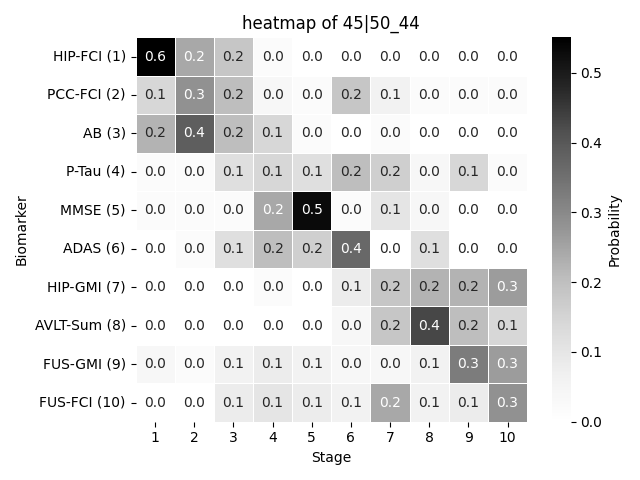 heatmap of 45|50_44
HIP-FCI (1) 0.6 0.2 0.2 0.0 0.0 0.0 0.0 0.0 0.0 0.0
PCC-FCI (2) 0.1 0.3 0.2 0.0 0.0 0.2 0.1 0.0 0.0 0.0
AB (3) 0.2 0.4 0.2 0.1 0.0 0.0 0.0 0.0 0.0 0.0
P-Tau (4) 0.0 0.0 0.1 0.1 0.1 0.2 0.2 0.0 0.1 0.0
MMSE (5) 0.0 0.0 0.0 0.2 0.5 0.0 0.1 0.0 0.0 0.0
ADAS (6) 0.0 0.0 0.1 0.2 0.2 0.4 0.0 0.1 0.0 0.0
HIP-GMI (7) 0.0 0.0 0.0 0.0 0.0 0.1 0.2 0.2 0.2 0.3
AVLT-Sum (8) 0.0 0.0 0.0 0.0 0.0 0.0 0.2 0.4 0.2 0.1
FUS-GMI (9) 0.0 0.0 0.1 0.1 0.1 0.0 0.0 0.1 0.3 0.3
FUS-FCI (10) 0.0 0.0 0.1 0.1 0.1 0.1 0.2 0.1 0.1 0.3
1 2 3 4 5 6 7 8 9 10
Stage
Biomarker
0.5
0.4
0.3
0.2
0.1
0.0
Probability